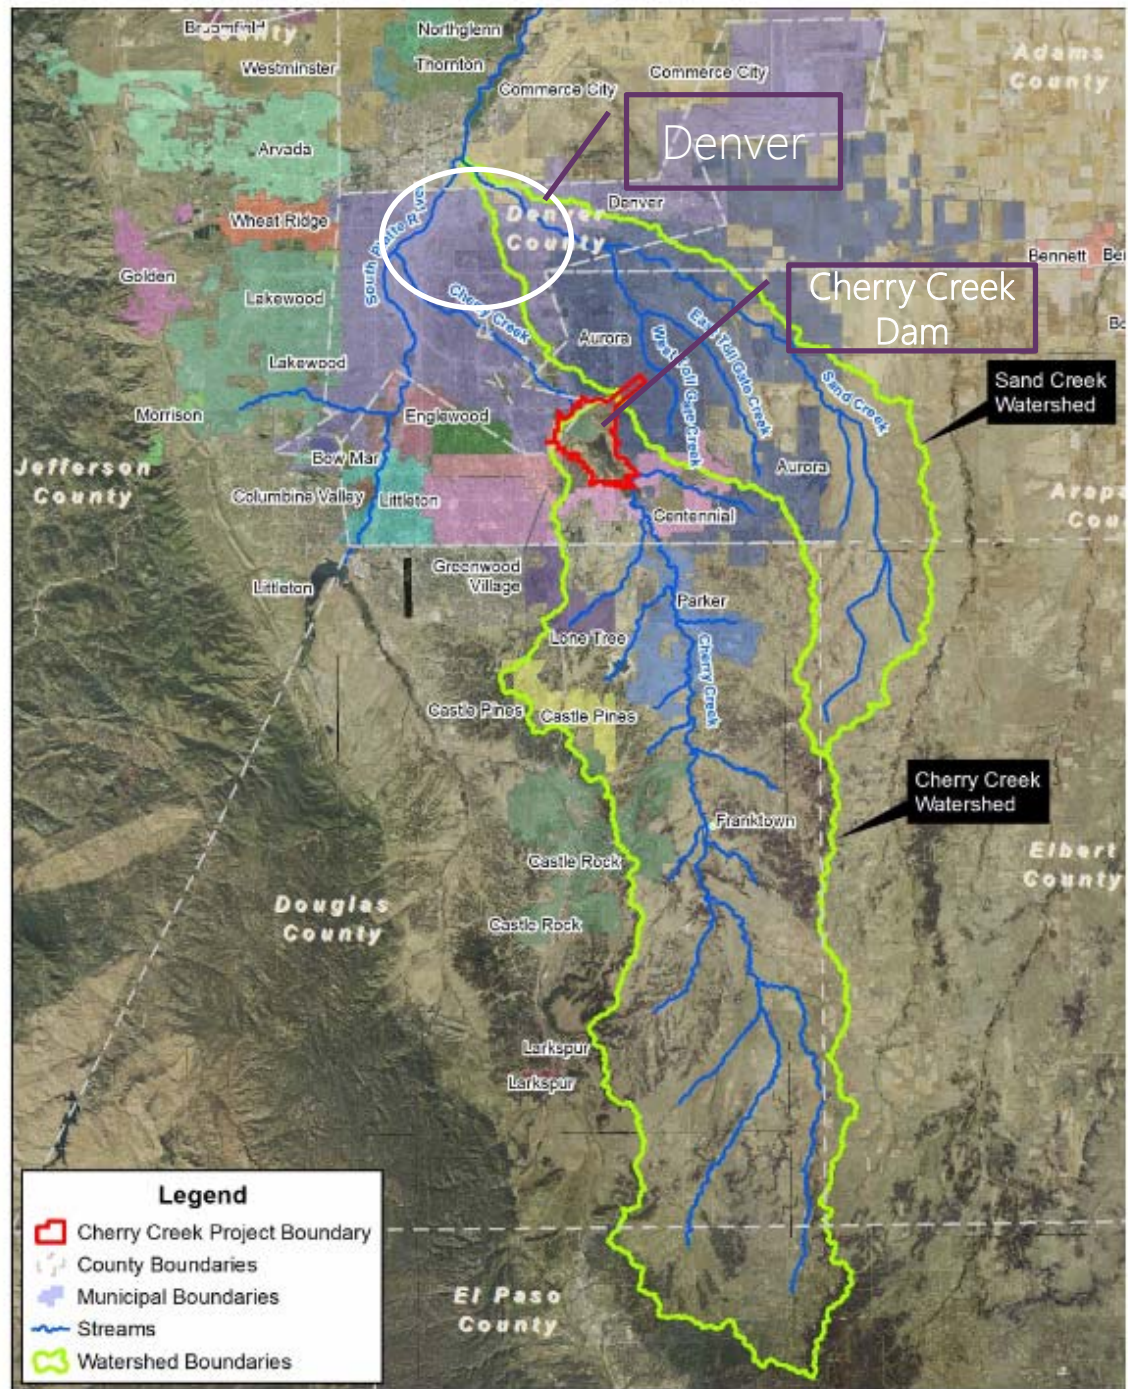 Broomfield
County
Northglenn
Westminster
Thornton
Commerce City
Commerce City
Adams
County
Denver
Arvada
Wheat Ridge
Denver
Denver
County
South Platte River
Golden
Bennett
Lakewood
Cherry Creek
Cherry Creek
Dam
Aurora
West Toll Gate Creek
East Toll Gate Creek
Sand Creek
Lakewood
Sand Creek
Watershed
Morrison
Englewood
Jefferson
County
Bow Mar
Aurora
Columbine Valley
Littleton
Centennial
Littleton
Greenwood
Village
Parker
Lone Tree
Cherry Creek
Castle Pines
Castle Pines
Cherry Creek
Watershed
Franktown
Castle Rock
Elbert
County
Douglas
County
Castle Rock
Larkspur
Larkspur
Legend
Cherry Creek Project Boundary
County Boundaries
Municipal Boundaries
Streams
Watershed Boundaries
El Paso
County